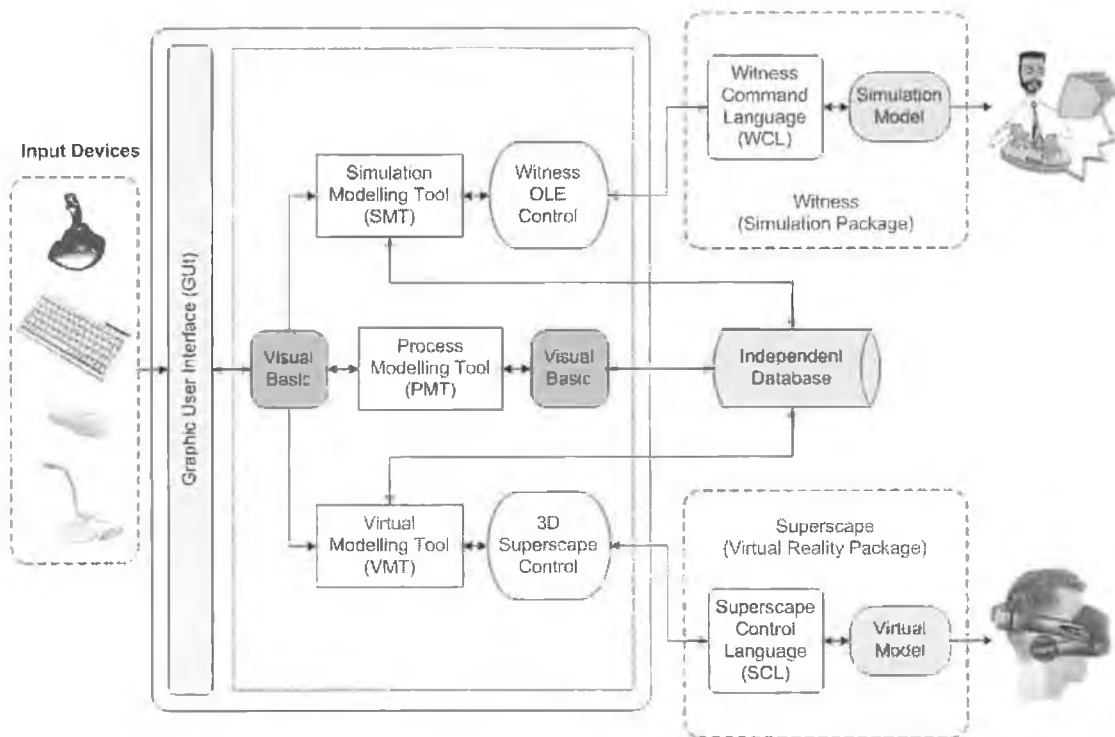 Input Devices
Graphic User Interface (GUI)
Visual
Basic
Simulation
Modelling Tool
(SMT)
Witness
OLE
Control
Process
Modelling Tool
(PMT)
Visual
Basic
Virtual
Modelling Tool
(VMT)
3D
Superscape
Control
Witness
Command
Language
(WCL)
Simulation
Model
Witness
(Simulation Package)
Independent
Database
Superscape
(Virtual Reality Package)
Superscape
Control
Language
(SCL)
Virtual
Model